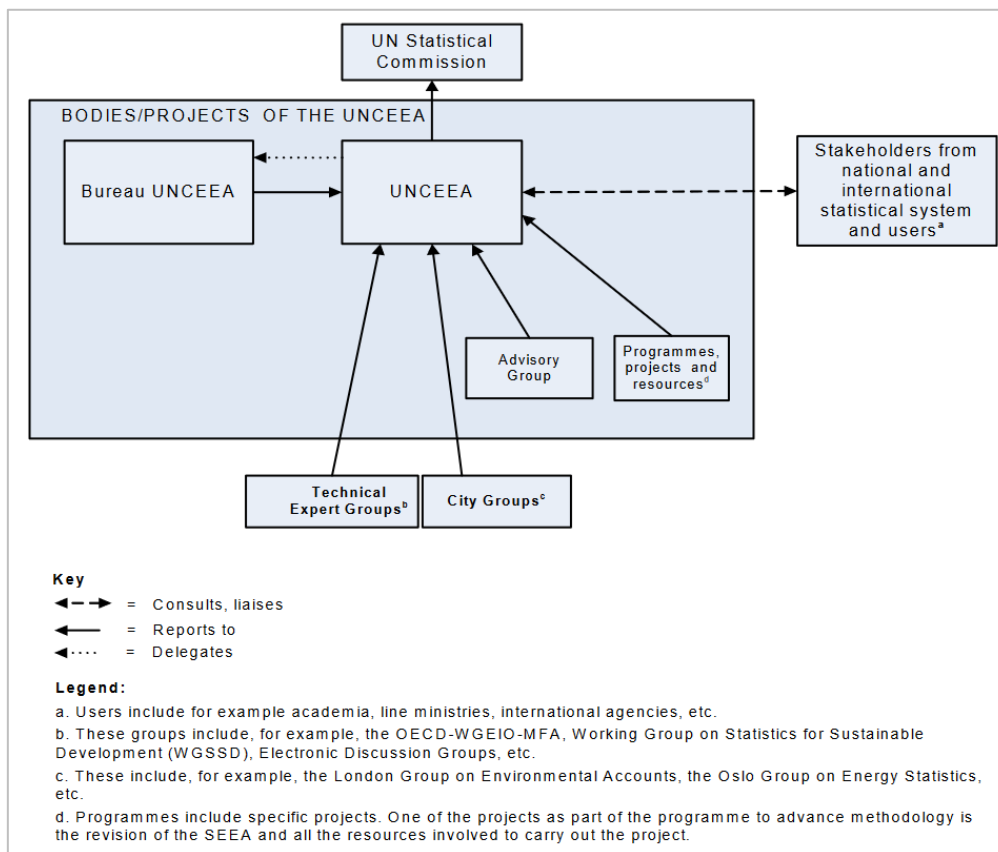 UN Statistical
Commission
BODIES/PROJECTS OF THE UNCEEA
Bureau UNCEEA
UNCEEA
Stakeholders from
national and
international
statistical system
and usersᵃ
Advisory
Group
Programmes,
projects and
resourcesᵈ
Technical
Expert Groupsᵇ
City Groupsᶜ
Key
= Consults, liaises
= Reports to
= Delegates
Legend:
a. Users include for example academia, line ministries, international agencies, etc.
b. These groups include, for example, the OECD-WGEIO-MFA, Working Group on Statistics for Sustainable
Development (WGSSD), Electronic Discussion Groups, etc.
c. These include, for example, the London Group on Environmental Accounts, the Oslo Group on Energy Statistics,
etc.
d. Programmes include specific projects. One of the projects as part of the programme to advance methodology is
the revision of the SEEA and all the resources involved to carry out the project.